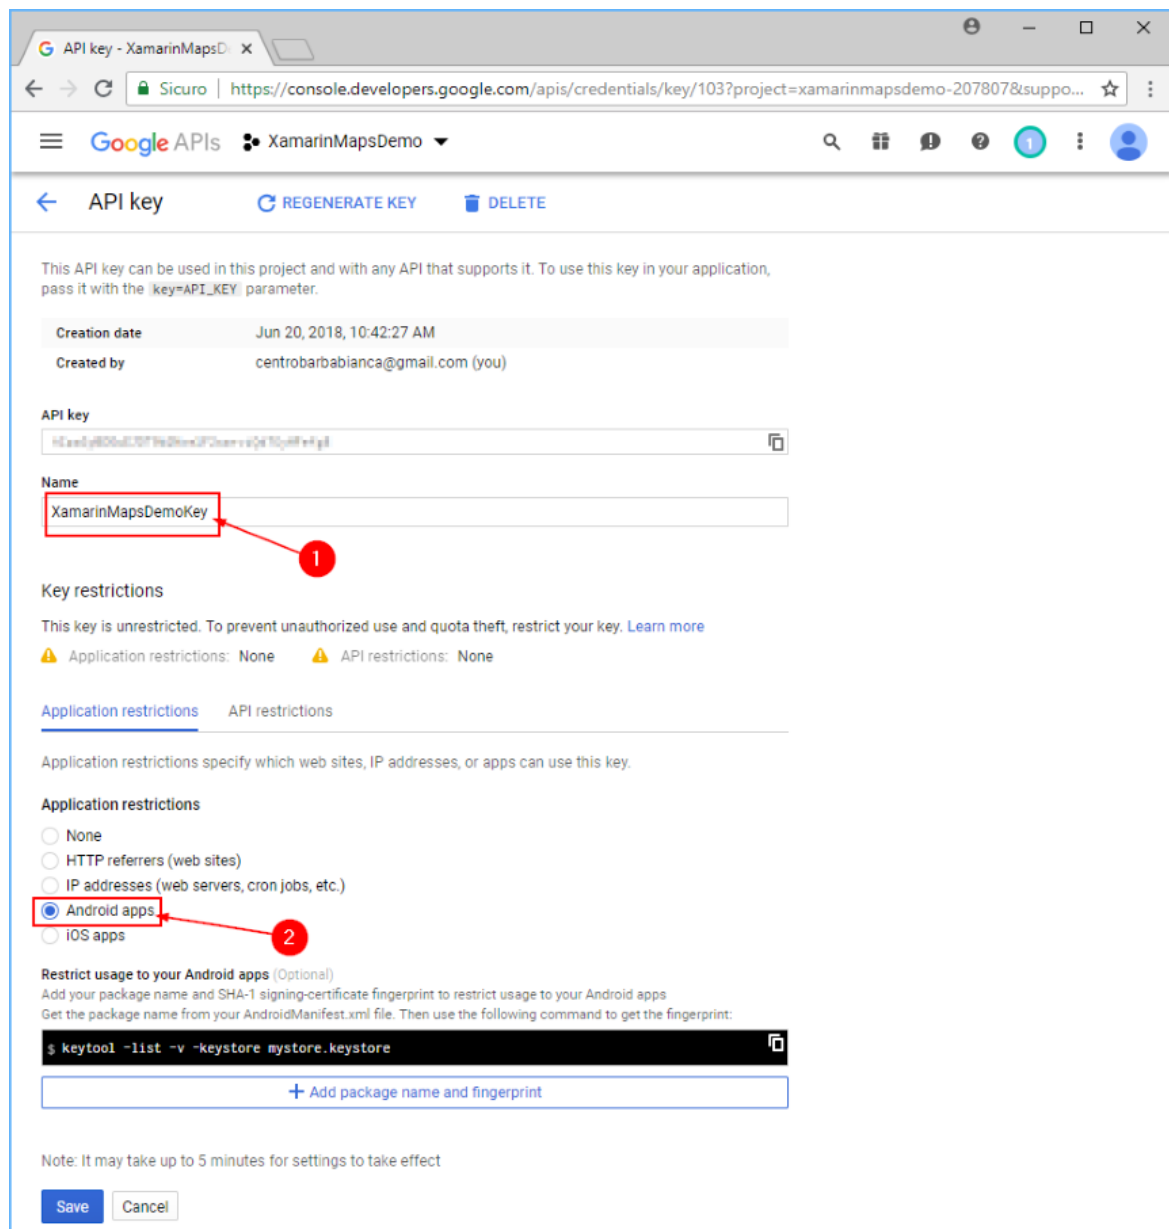 API key - XamarinMapsD
Sicuro | https://console.developers.google.com/apis/credentials/key/103?project=xamarinmapsdemo-207807&suppo...
Google APIs XamarinMapsDemo 1
API key REGENERATE KEY DELETE
This API key can be used in this project and with any API that supports it. To use this key in your application,
pass it with the key=API_KEY parameter.
Creation date Jun 20, 2018, 10:42:27 AM
Created by centrobarbabianca@gmail.com (you)
API key
Name
XamarinMapsDemoKey
1
Key restrictions
This key is unrestricted. To prevent unauthorized use and quota theft, restrict your key. Learn more
Application restrictions: None API restrictions: None
Application restrictions API restrictions
Application restrictions specify which web sites, IP addresses, or apps can use this key.
Application restrictions
None
HTTP referrers (web sites)
IP addresses (web servers, cron jobs, etc.)
Android apps
2
iOS apps
Restrict usage to your Android apps (Optional)
Add your package name and SHA-1 signing-certificate fingerprint to restrict usage to your Android apps
Get the package name from your AndroidManifest.xml file. Then use the following command to get the fingerprint:
$ keytool -list -v -keystore mystore.keystore
+ Add package name and fingerprint
Note: It may take up to 5 minutes for settings to take effect
Save Cancel